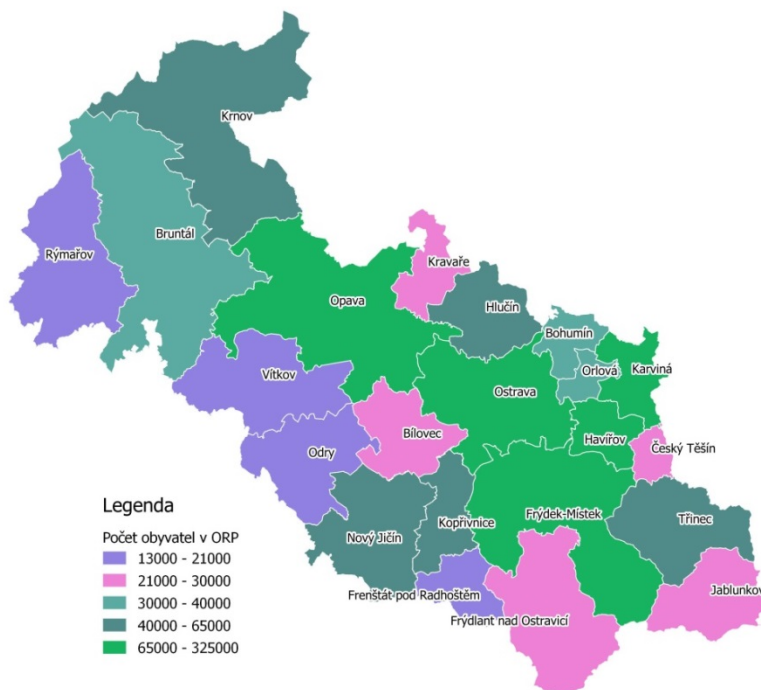 Krnov
Bruntál
Rýmařov
Kravaře
Opava
Hlučín
Bohumín
Orlová
Karviná
Vítkov
Ostrava
Bílovec
Havířov
Český Těšín
Odry
Legenda
Počet obyvatel v ORP
13000 - 21000
21000 - 30000
30000 - 40000
40000 - 65000
65000 - 325000
Nový Jičín
Kopřivnice
Frýdek-Místek
Třinec
Frenštát pod Radhoštěm
Frýdlant nad Ostravicí
Jablunkov